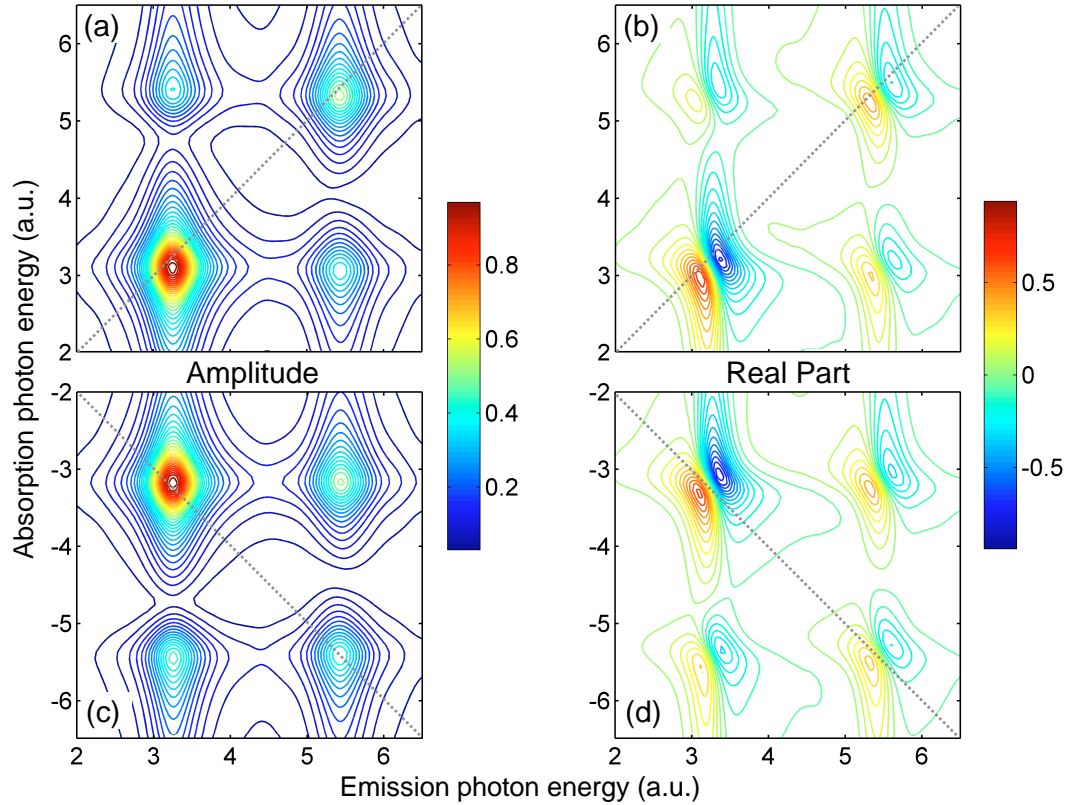 (a)
(b)
6
5
4
3
2
6
5
4
3
2
0.8
0.6
0.4
0.2
0.5
0
-0.5
Absorption photon energy (a.u.)
Amplitude
Real Part
-2
-3
-4
-5
-6
-2
-3
-4
-5
-6
(c)
(d)
2 3 4 5 6
2 3 4 5 6
Emission photon energy (a.u.)